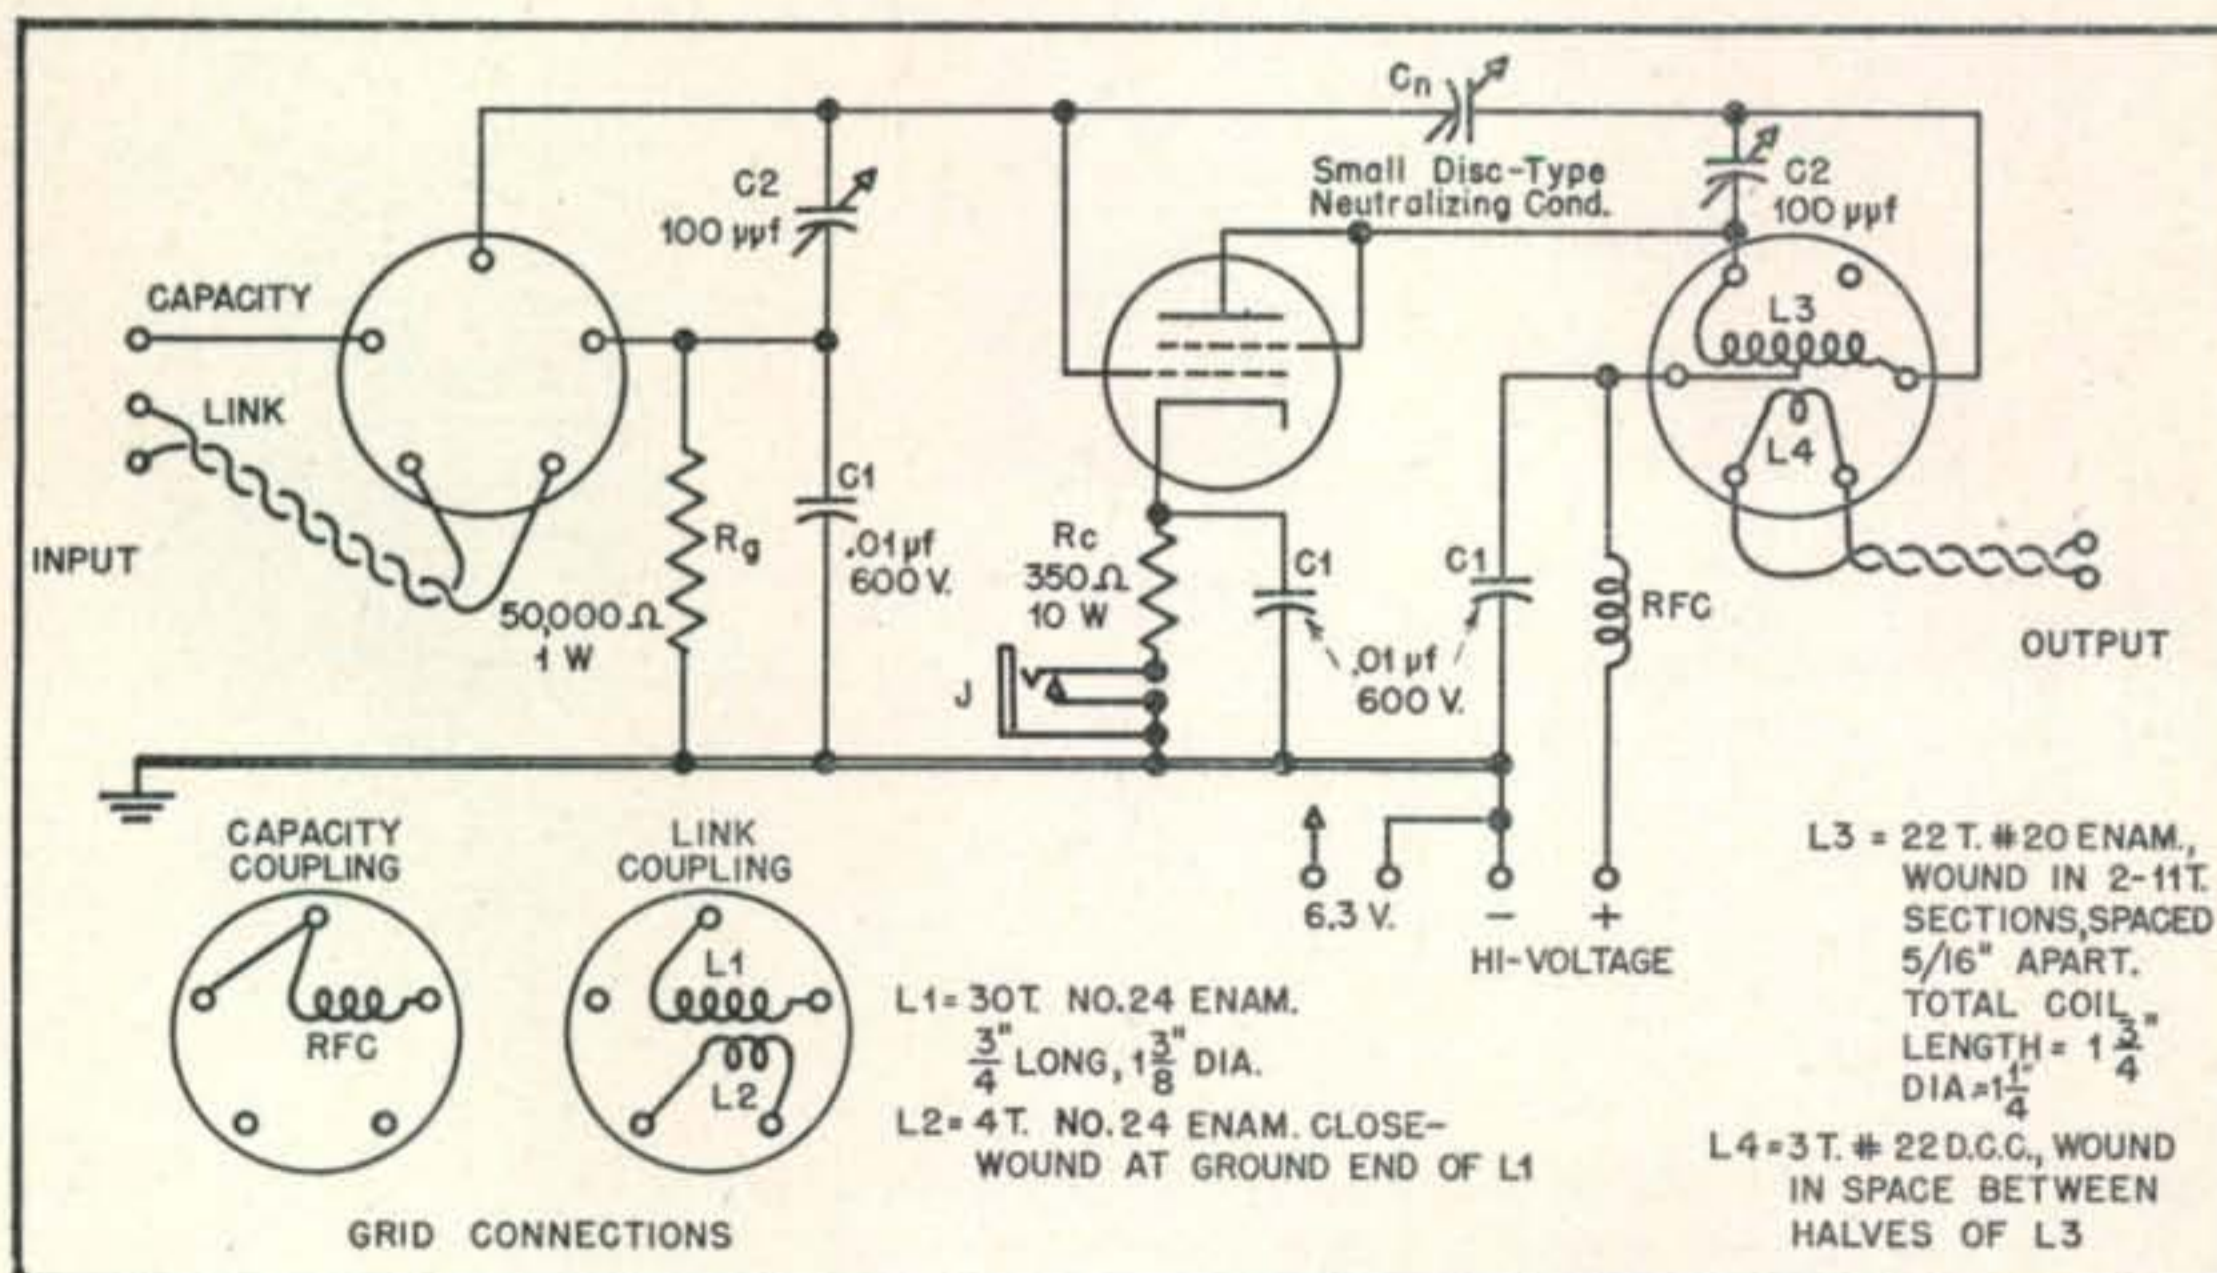 Cn
Small Disc-Type
Neutralizing Cond.
C2
100 µµf
C2
100 µµf
CAPACITY
LINK
INPUT
L3
L4
C1
.01 µf
600 V.
Rg
50,000 Ω
1 W
Rc
350 Ω
10 W
C1
C1
.01 µf
600 V.
RFC
OUTPUT
J
6.3 V.
– +
HI-VOLTAGE
CAPACITY
COUPLING
RFC
LINK
COUPLING
L1
L2
GRID CONNECTIONS
L1 = 30T. NO.24 ENAM.
3/4" LONG, 1 3/8" DIA.
L2 = 4T. NO.24 ENAM. CLOSE-
WOUND AT GROUND END OF L1
L3 = 22 T. #20 ENAM.,
WOUND IN 2-11T.
SECTIONS, SPACED
5/16" APART.
TOTAL COIL
LENGTH = 1 3/4"
DIA = 1 1/4"
L4 = 3 T. # 22 D.C.C., WOUND
IN SPACE BETWEEN
HALVES OF L3